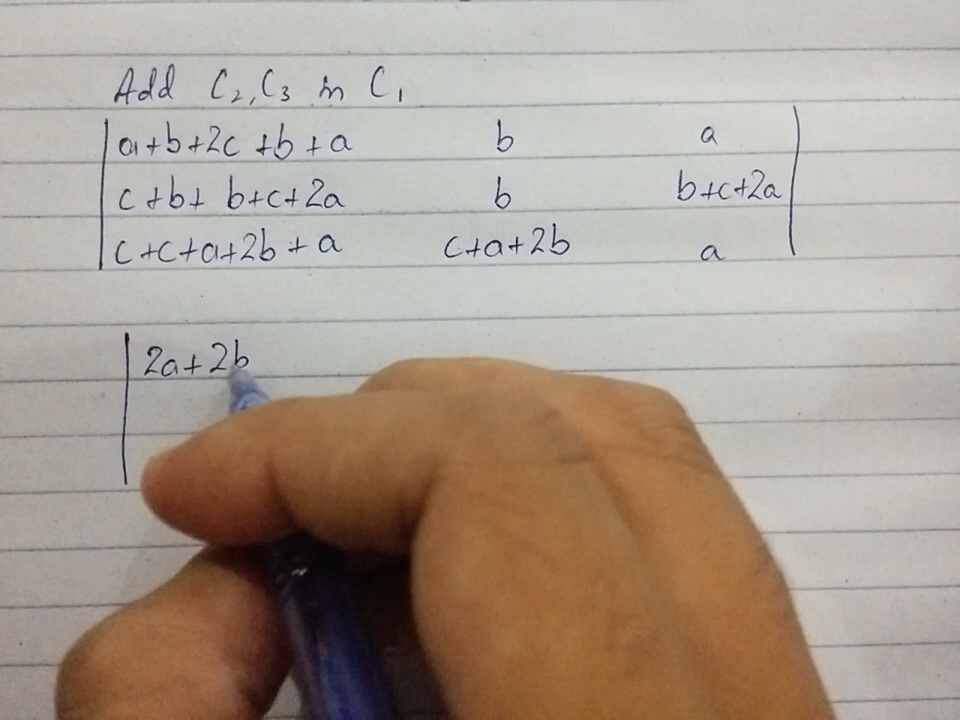 Add C₂, C₃ in C₁
| a+b+2c +b+a b a |
| c+b+ b+c+2a b b+c+2a |
| c+c+a+2b+a c+a+2b a |
| 2a+2b